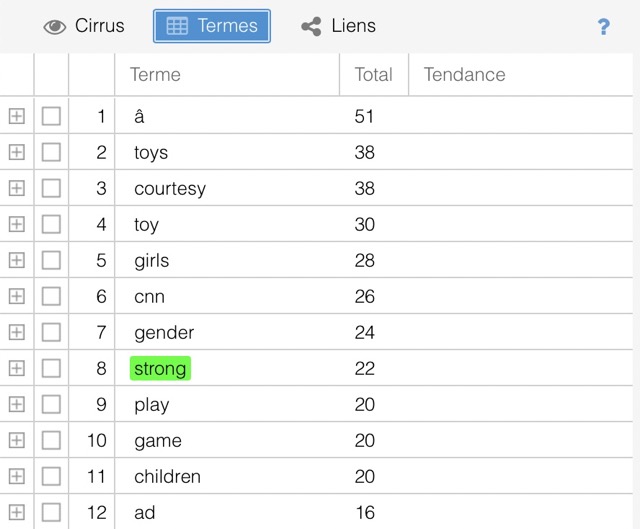 Cirrus Termes Liens ?
Terme Total Tendance
1 â 51
2 toys 38
3 courtesy 38
4 toy 30
5 girls 28
6 cnn 26
7 gender 24
8 strong 22
9 play 20
10 game 20
11 children 20
12 ad 16